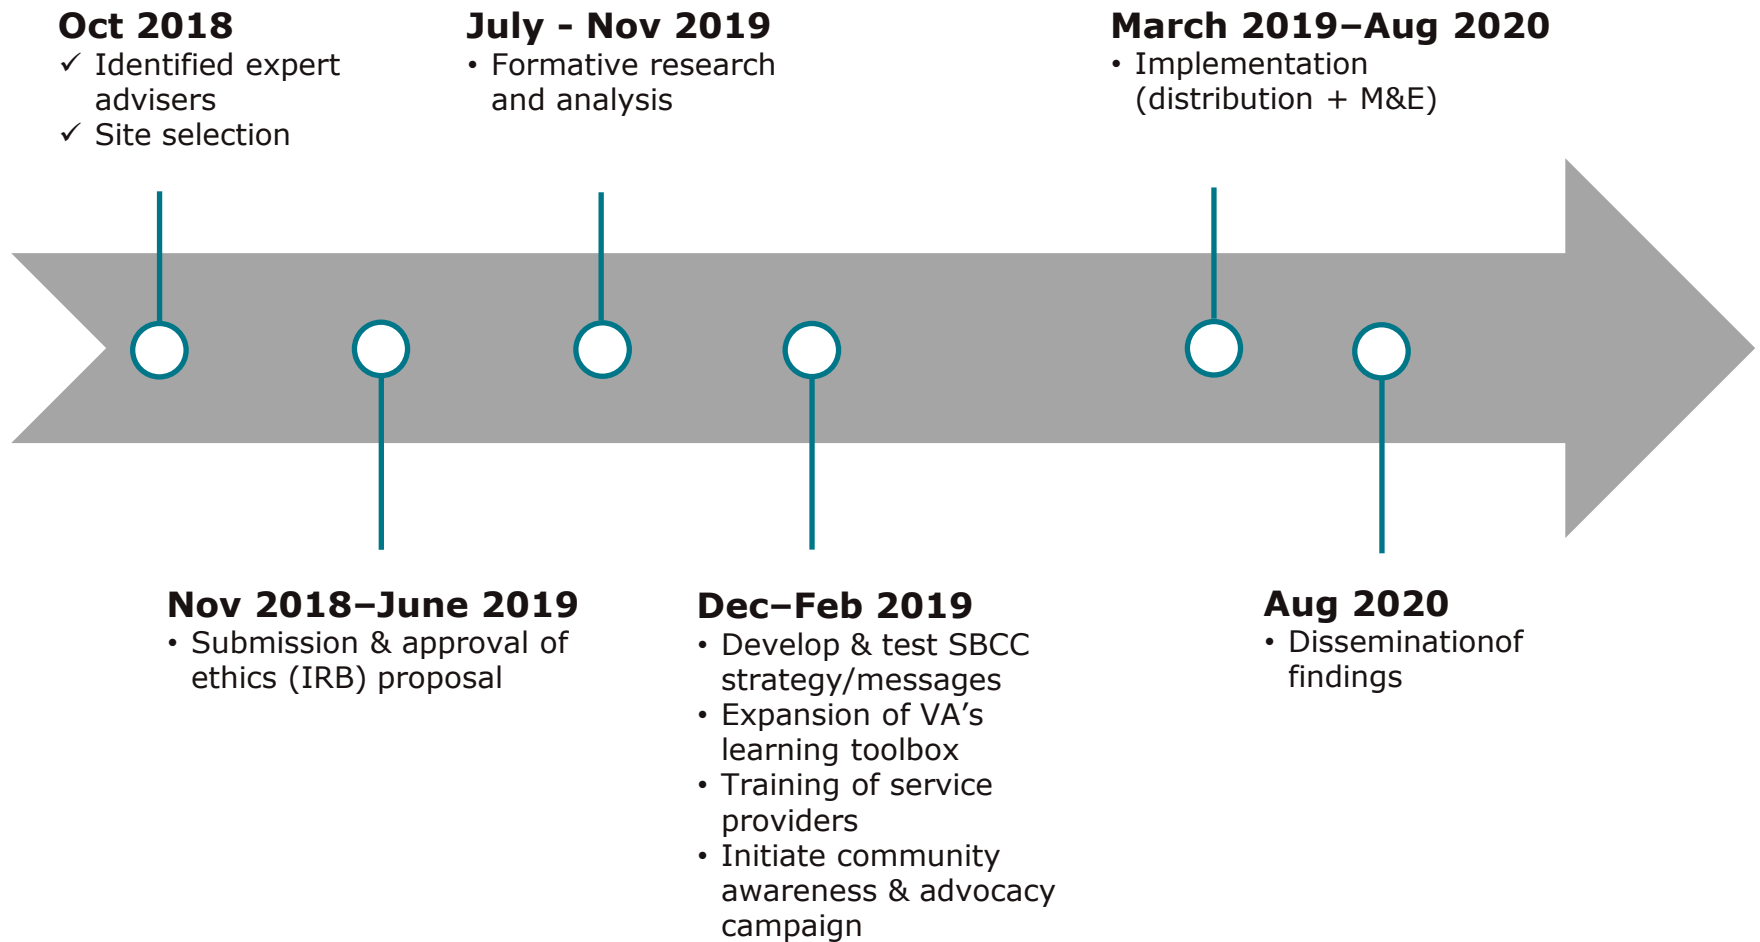 Oct 2018
✓ Identified expert
advisers
✓ Site selection
July - Nov 2019
• Formative research
and analysis
March 2019–Aug 2020
• Implementation
(distribution + M&E)
Nov 2018–June 2019
• Submission & approval of
ethics (IRB) proposal
Dec–Feb 2019
• Develop & test SBCC
strategy/messages
• Expansion of VA’s
learning toolbox
• Training of service
providers
• Initiate community
awareness & advocacy
campaign
Aug 2020
• Disseminationof
findings